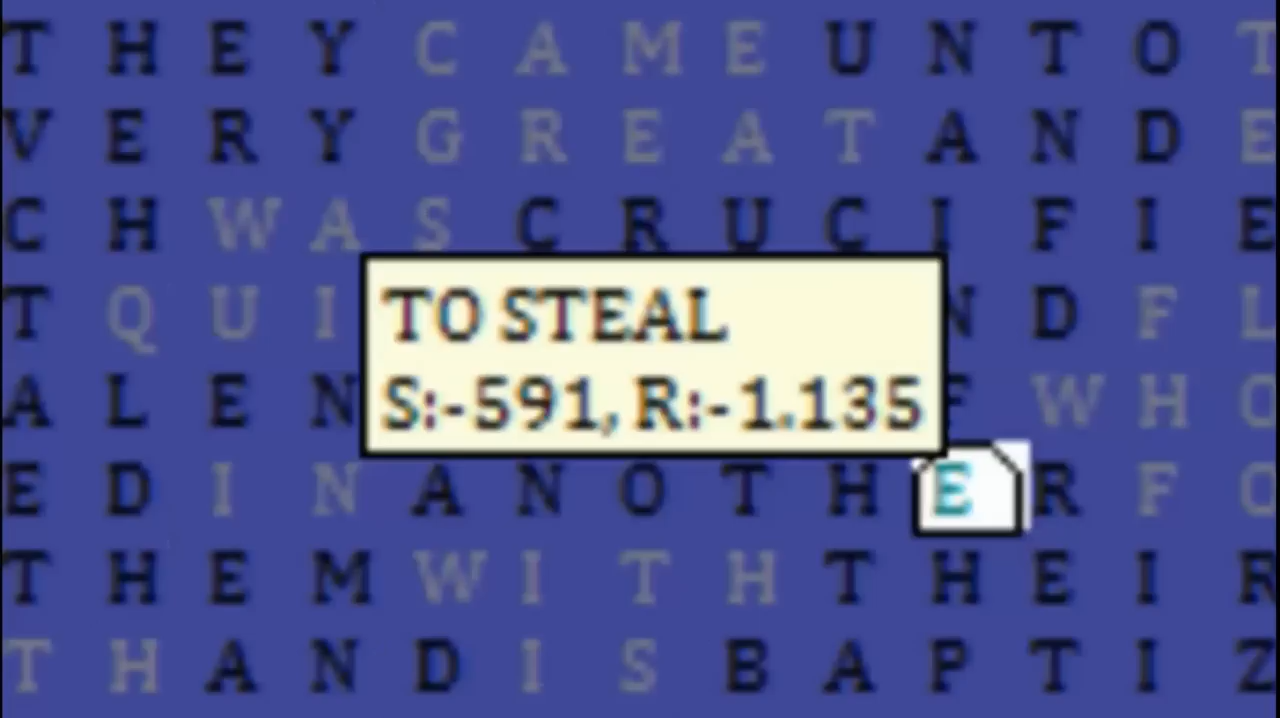 T H E Y C A M E U N T O T
V E R Y G R E A T A N D E
C H W A S C R U C I F I E
T Q U I N D F L
A L E N F W H O
E D I N A N O T H E R F O
T H E M W I T H T H E I R
T H A N D I S B A P T I Z
TO STEAL
S:-591, R:-1.135